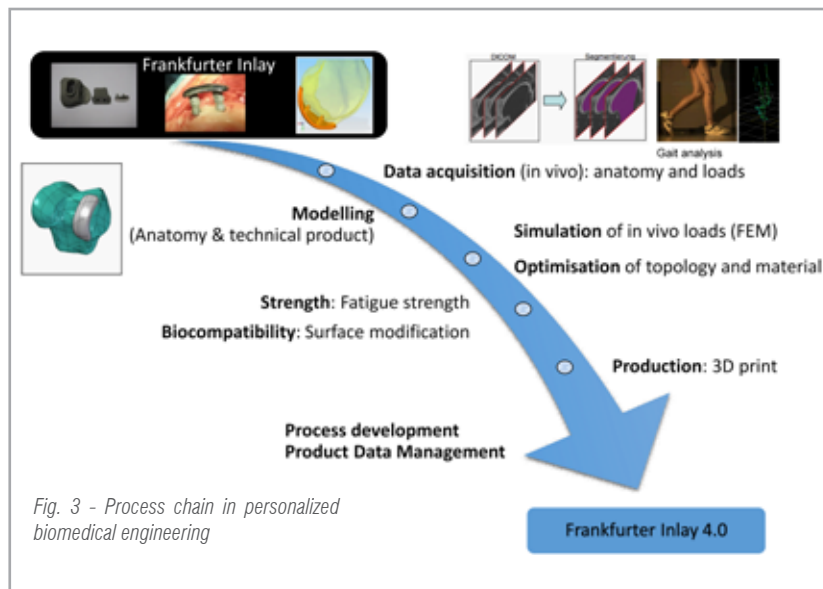 Frankfurter Inlay
DICOM
Segmentierung
Gait analysis
Data acquisition (in vivo): anatomy and loads
Modelling
(Anatomy & technical product)
Simulation of in vivo loads (FEM)
Optimisation of topology and material
Strength: Fatigue strength
Biocompatibility: Surface modification
Production: 3D print
Process development
Product Data Management
Fig. 3 - Process chain in personalized
biomedical engineering
Frankfurter Inlay 4.0